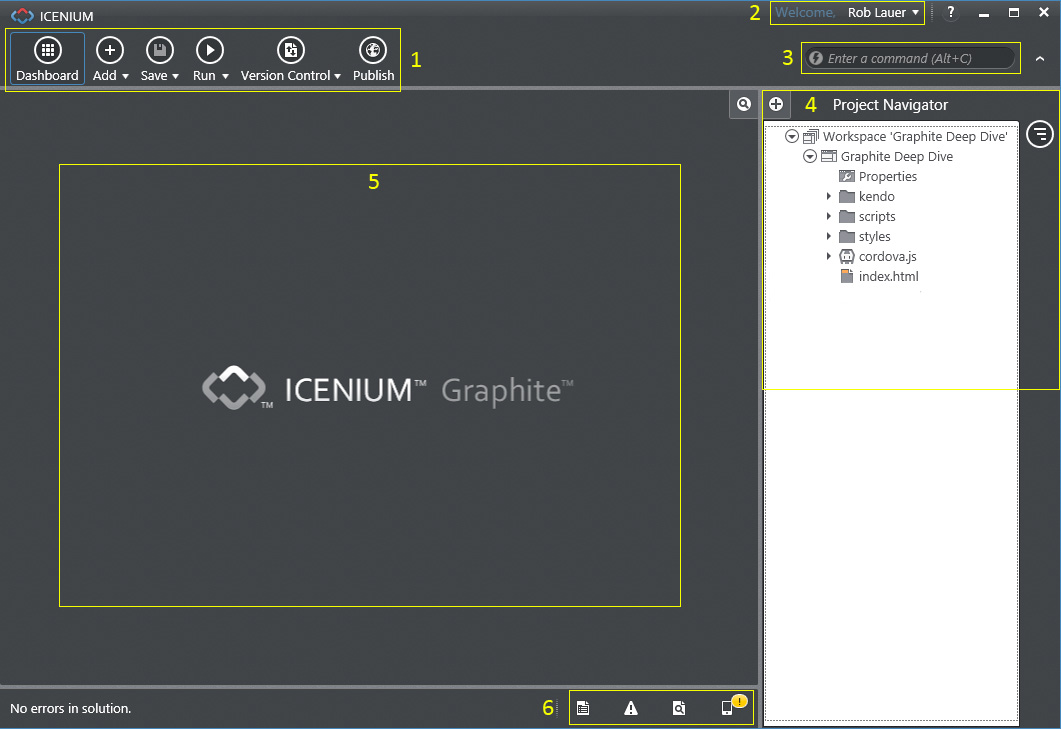 ICENIUM
2
Welcome, Rob Lauer
?
Dashboard
Add
Save
Run
Version Control
Publish
1
3
Enter a command (Alt+C)
4
Project Navigator
Workspace 'Graphite Deep Dive'
Graphite Deep Dive
Properties
kendo
scripts
styles
cordova.js
index.html
5
TM ICENIUM™ Graphite™
No errors in solution.
6
!